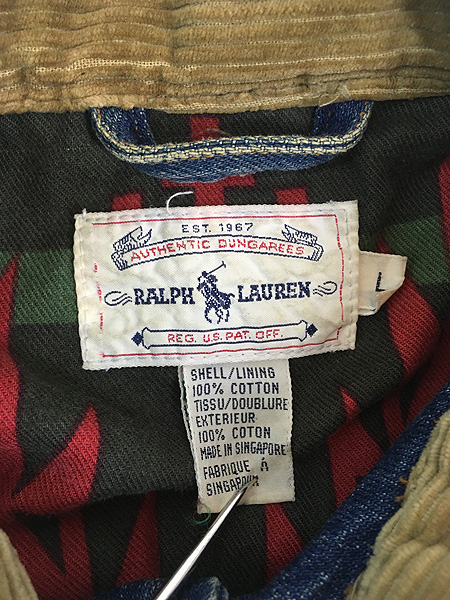 EST. 1967
AUTHENTIC DUNGAREES
RALPH LAUREN
REG. U.S. PAT. OFF.
L
SHELL/LINING
100% COTTON
TISSU/DOUBLURE
EXTERIEUR
100% COTON
MADE IN SINGAPORE
FABRIQUE Á
SINGAPOUR